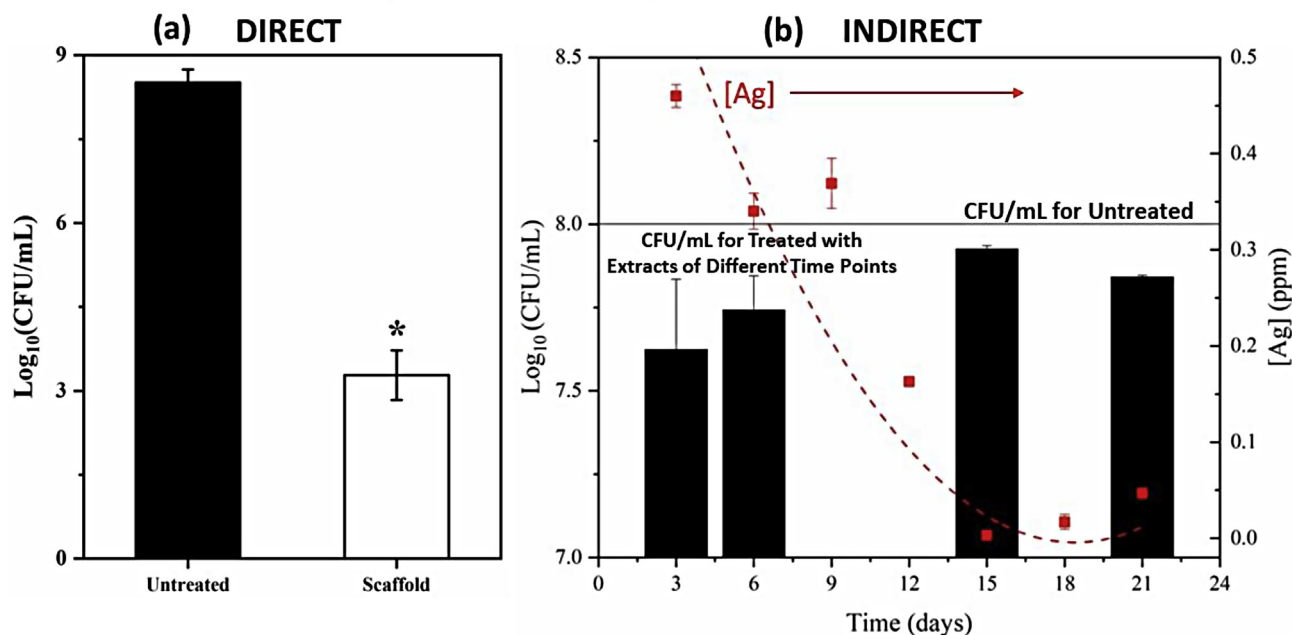 (a) DIRECT
9
6
3
0
Log10(CFU/mL)
*
Untreated
Scaffold
(b) INDIRECT
8.5
8.0
7.5
7.0
Log10(CFU/mL)
[Ag]
CFU/mL for Untreated
CFU/mL for Treated with
Extracts of Different Time Points
0.5
0.4
0.3
0.2
0.1
0.0
[Ag] (ppm)
0 3 6 9 12 15 18 21 24
Time (days)